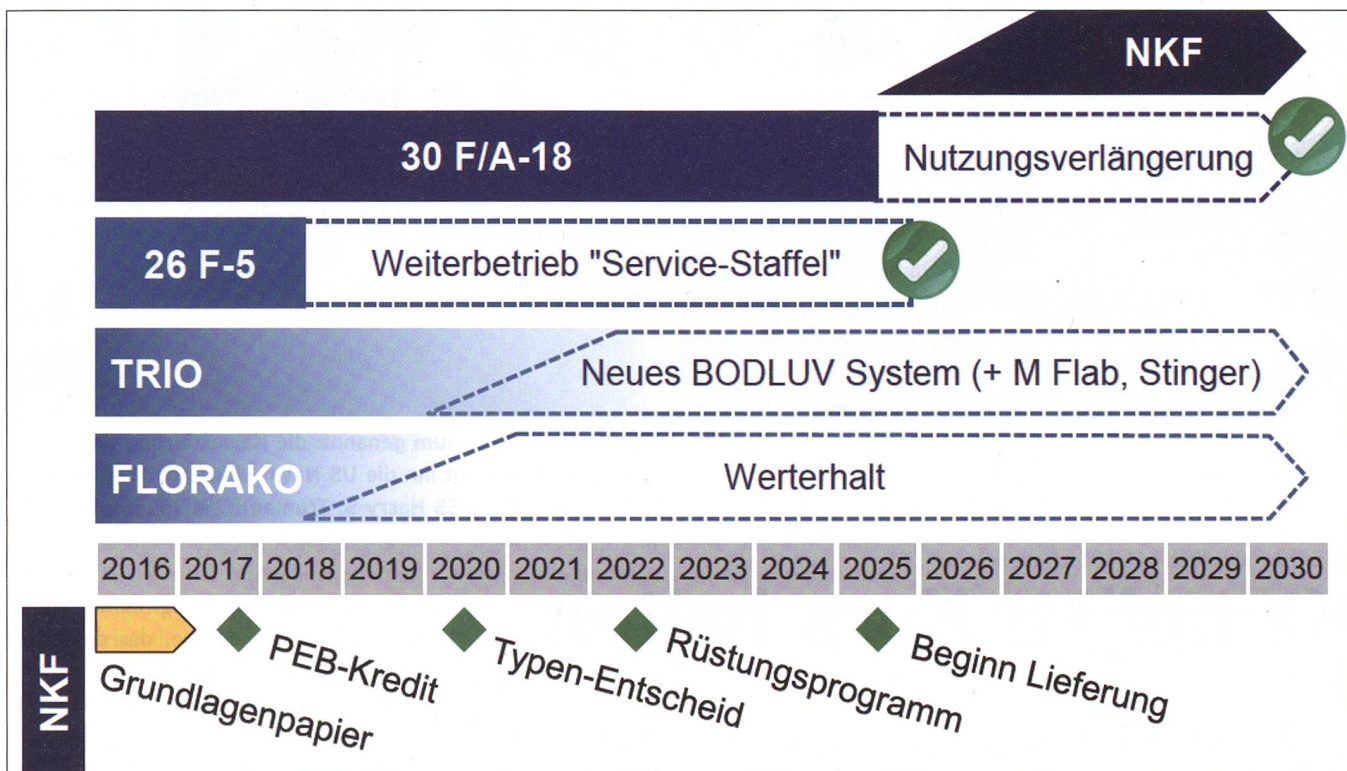 NKF
30 F/A-18
Nutzungsverlängerung
26 F-5
Weiterbetrieb "Service-Staffel"
TRIO
Neues BODLUV System (+ M Flab, Stinger)
FLORAKO
Werterhalt
2016 2017 2018 2019 2020 2021 2022 2023 2024 2025 2026 2027 2028 2029 2030
NKF
Grundlagenpapier
PEB-Kredit
Typen-Entscheid
Rüstungsprogramm
Beginn Lieferung